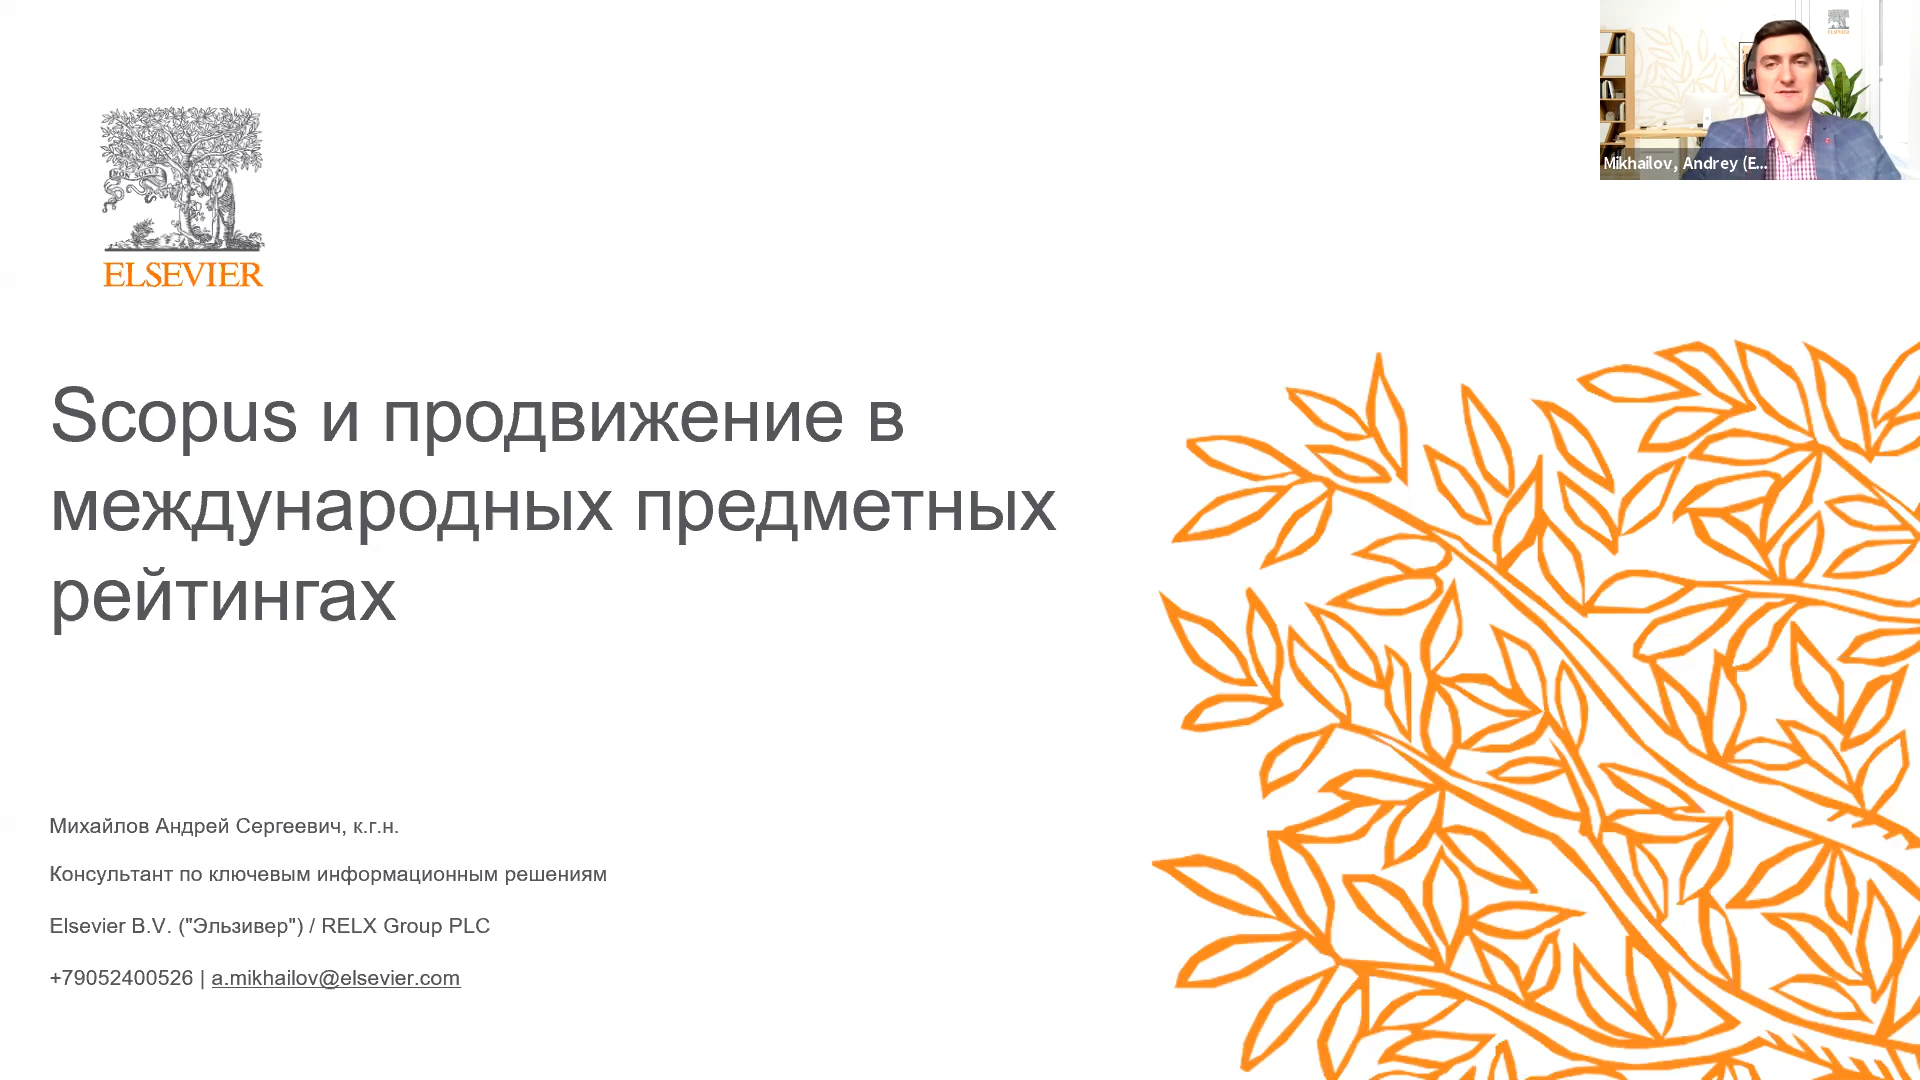 ELSEVIER
Mikhailov, Andrey (E...
Scopus и продвижение в
международных предметных
рейтингах
Михайлов Андрей Сергеевич, к.г.н.
Консультант по ключевым информационным решениям
Elsevier B.V. ("Эльзивер") / RELX Group PLC
+79052400526 | a.mikhailov@elsevier.com